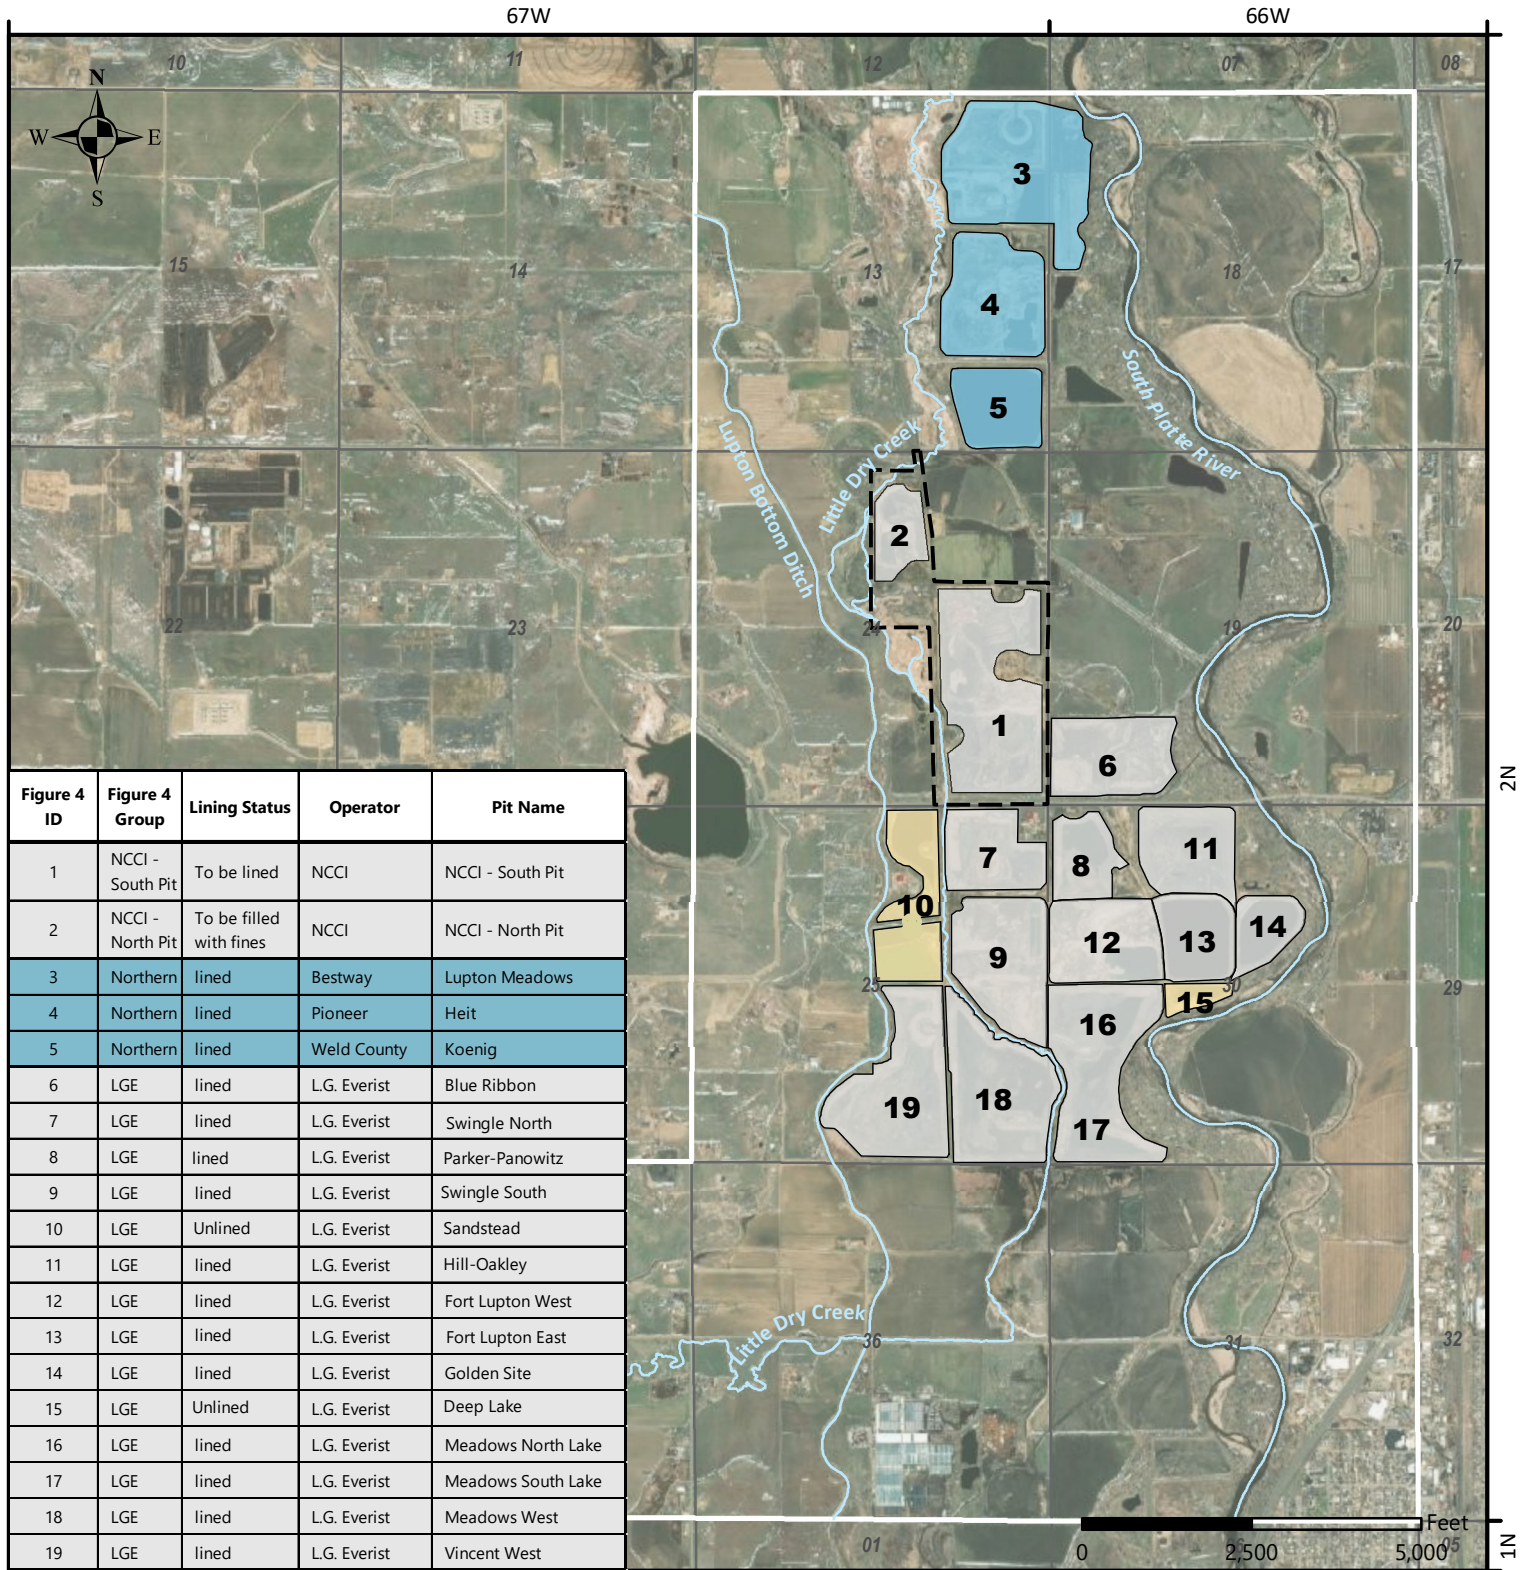 67W
66W
10
11
12
07
08
N
W
E
S
3
15
14
13
18
17
4
South Platte River
5
Lupton Bottom Ditch
Little Dry Creek
2
22
23
24
19
20
1
6
7
8
11
10
9
12
13
14
25
30
29
15
16
19
18
17
2N
Little Dry Creek
36
31
32
01
05
Feet
0
2,500
5,000
1N
Figure 4 ID | Figure 4 Group | Lining Status | Operator | Pit Name
1 | NCCI - South Pit | To be lined | NCCI | NCCI - South Pit
2 | NCCI - North Pit | To be filled with fines | NCCI | NCCI - North Pit
3 | Northern | lined | Bestway | Lupton Meadows
4 | Northern | lined | Pioneer | Heit
5 | Northern | lined | Weld County | Koenig
6 | LGE | lined | L.G. Everist | Blue Ribbon
7 | LGE | lined | L.G. Everist | Swingle North
8 | LGE | lined | L.G. Everist | Parker-Panowitz
9 | LGE | lined | L.G. Everist | Swingle South
10 | LGE | Unlined | L.G. Everist | Sandstead
11 | LGE | lined | L.G. Everist | Hill-Oakley
12 | LGE | lined | L.G. Everist | Fort Lupton West
13 | LGE | lined | L.G. Everist | Fort Lupton East
14 | LGE | lined | L.G. Everist | Golden Site
15 | LGE | Unlined | L.G. Everist | Deep Lake
16 | LGE | lined | L.G. Everist | Meadows North Lake
17 | LGE | lined | L.G. Everist | Meadows South Lake
18 | LGE | lined | L.G. Everist | Meadows West
19 | LGE | lined | L.G. Everist | Vincent West